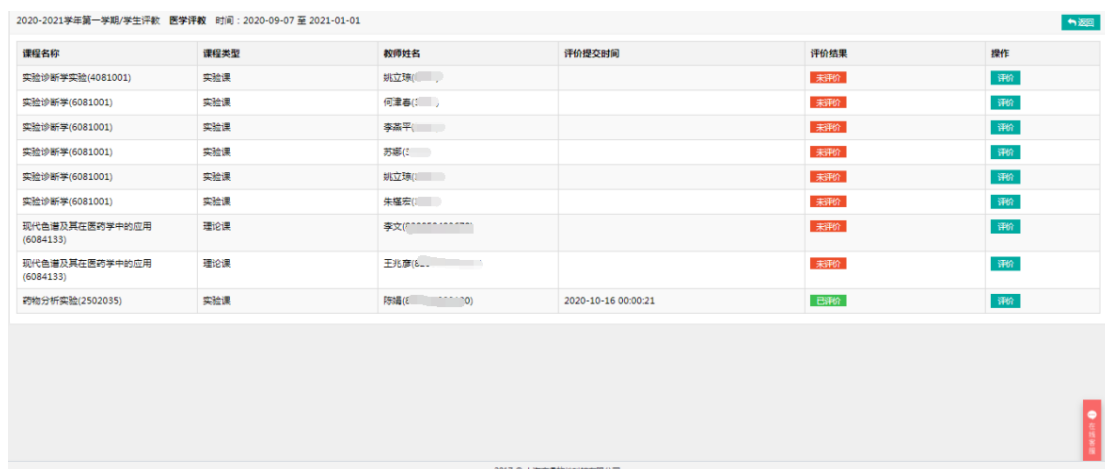 2020-2021学年第一学期/学生评教 医学评教 时间：2020-09-07 至 2021-01-01 返回
课程名称 课程类型 教师姓名 评价提交时间 评价结果 操作
实验诊断学实验(4081001) 实验课 姚立琼( 未评价 评价
实验诊断学(6081001) 实验课 何津春( 未评价 评价
实验诊断学(6081001) 实验课 李燕平( 未评价 评价
实验诊断学(6081001) 实验课 苏娜( 未评价 评价
实验诊断学(6081001) 实验课 姚立琼( 未评价 评价
实验诊断学(6081001) 实验课 朱瑾宏( 未评价 评价
现代色谱及其在医药学中的应用 理论课 李文( 未评价 评价
(6084133)
现代色谱及其在医药学中的应用 理论课 王兆彦( 未评价 评价
(6084133)
药物分析实验(2502035) 实验课 陈娟( 2020-10-16 00:00:21 已评价 评价
在线客服